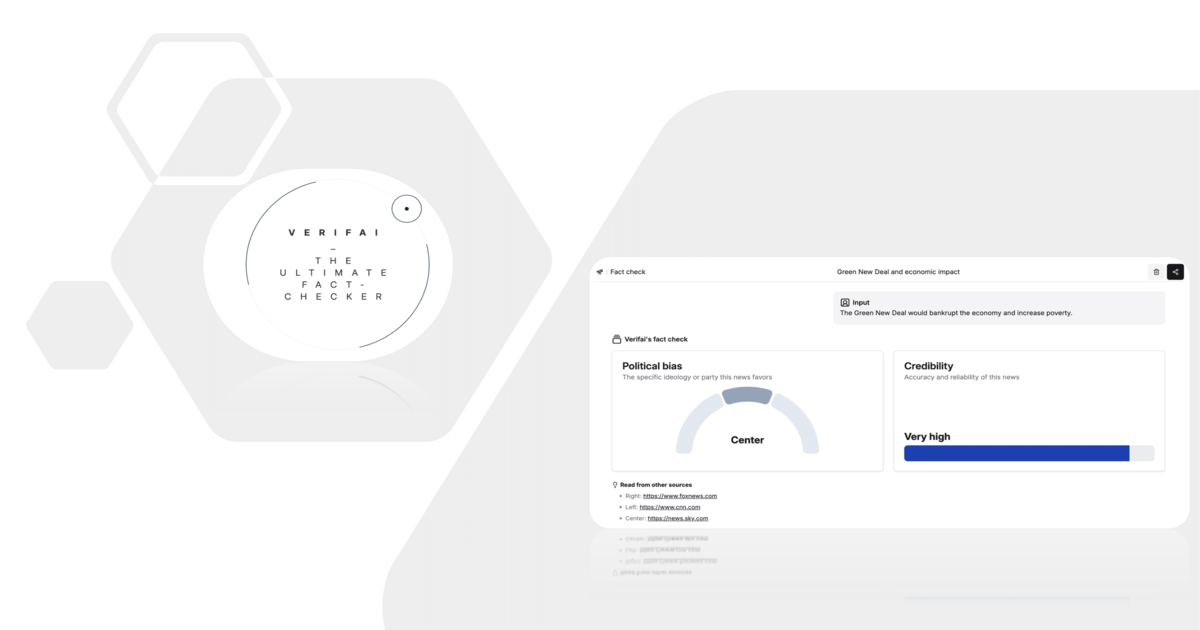 VERIFAI
–
THE
ULTIMATE
FACT-
CHECKER
Fact check
Green New Deal and economic impact
Input
The Green New Deal would bankrupt the economy and increase poverty.
Verifai's fact check
Political bias
The specific ideology or party this news favors
Center
Credibility
Accuracy and reliability of this news
Very high
Read from other sources
Right: https://www.foxnews.com
Left: https://www.cnn.com
Center: https://news.sky.com